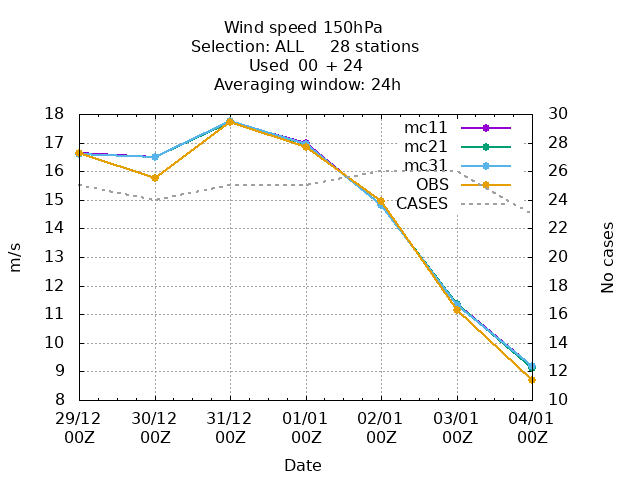 Wind speed 150hPa
Selection: ALL 28 stations
Used 00 + 24
Averaging window: 24h
18 30
17 28
16 26
15 24
14 22
13 20
12 18
11 16
10 14
9 12
8 10
mc11
mc21
mc31
OBS
CASES
m/s
No cases
29/12 30/12 31/12 01/01 02/01 03/01 04/01
00Z 00Z 00Z 00Z 00Z 00Z 00Z
Date